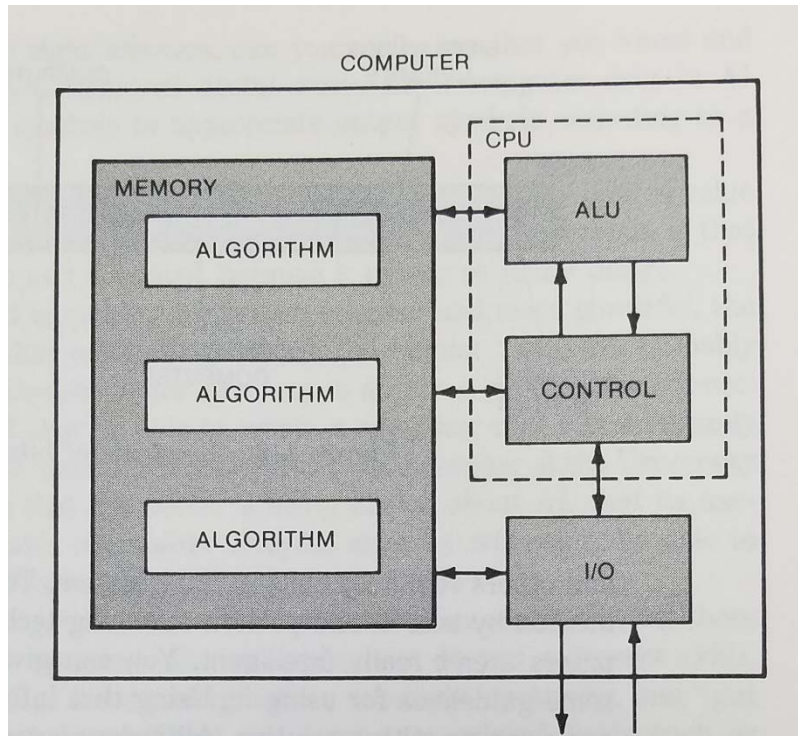 COMPUTER
CPU
MEMORY
ALU
ALGORITHM
ALGORITHM
CONTROL
ALGORITHM
I/O